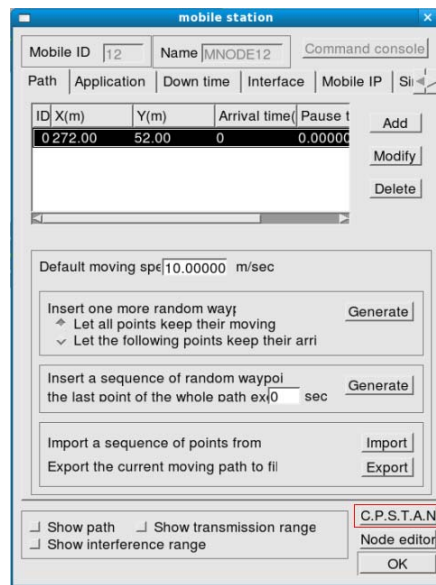 mobile station
Mobile ID 12 Name MNODE12 Command console
Path Application Down time Interface Mobile IP
ID X(m) Y(m) Arrival time( Pause t
0 272.00 52.00 0 0.00000
Add
Modify
Delete
Default moving spe 10.00000 m/sec
Insert one more random wayp
Generate
Let all points keep their moving
Let the following points keep their arri
Insert a sequence of random waypoi
Generate
the last point of the whole path exc 0 sec
Import a sequence of points from Import
Export the current moving path to fil Export
C.P.S.T.A.N
Show path Show transmission range
Node editor
Show interference range
OK